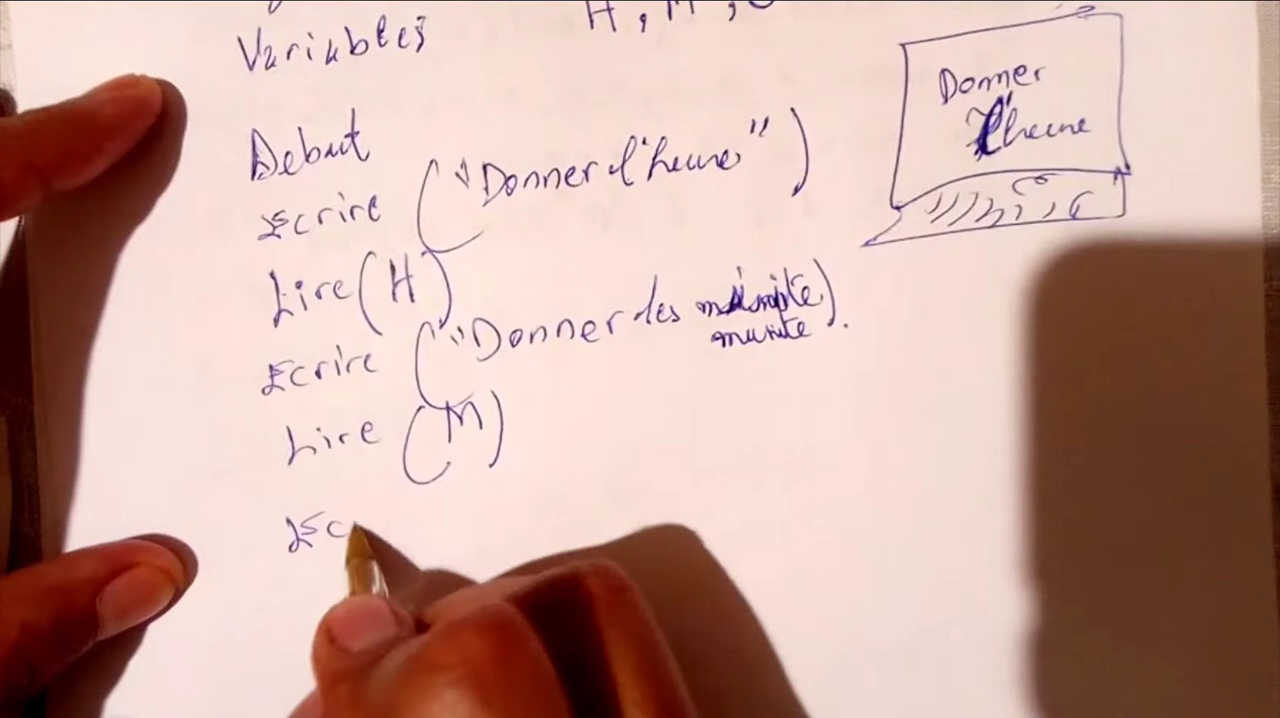 Variables H, M,
Debut
Ecrire ("Donner l'heure")
Lire (H)
Ecrire ("Donner les
minute).
Lire (M)
Ec
Donner
l'heure